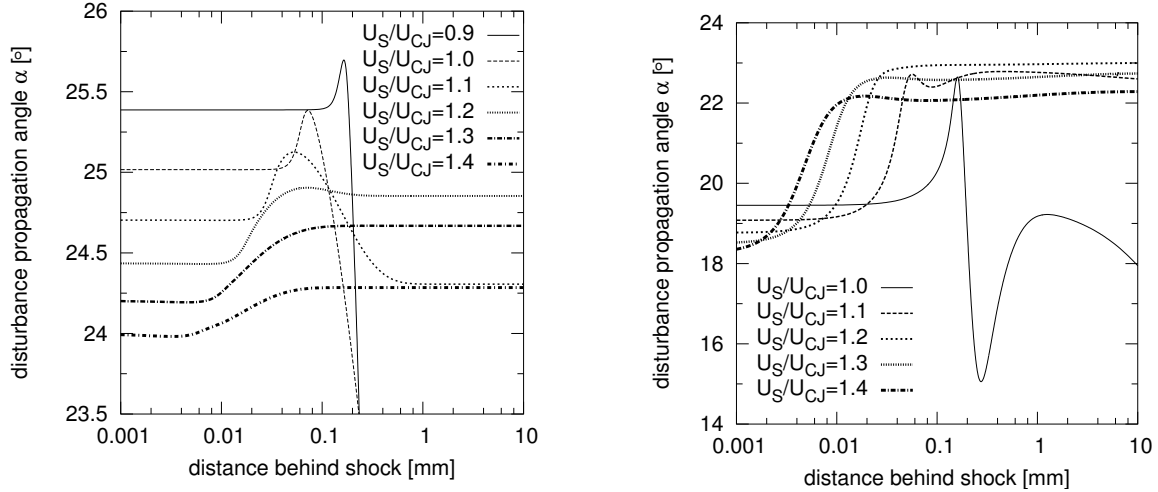 26
25.5
25
24.5
24
23.5
0.001 0.01 0.1 1 10
disturbance propagation angle α [°]
distance behind shock [mm]
U_S/U_CJ=0.9
U_S/U_CJ=1.0
U_S/U_CJ=1.1
U_S/U_CJ=1.2
U_S/U_CJ=1.3
U_S/U_CJ=1.4
24
22
20
18
16
14
0.001 0.01 0.1 1 10
disturbance propagation angle α [°]
distance behind shock [mm]
U_S/U_CJ=1.0
U_S/U_CJ=1.1
U_S/U_CJ=1.2
U_S/U_CJ=1.3
U_S/U_CJ=1.4